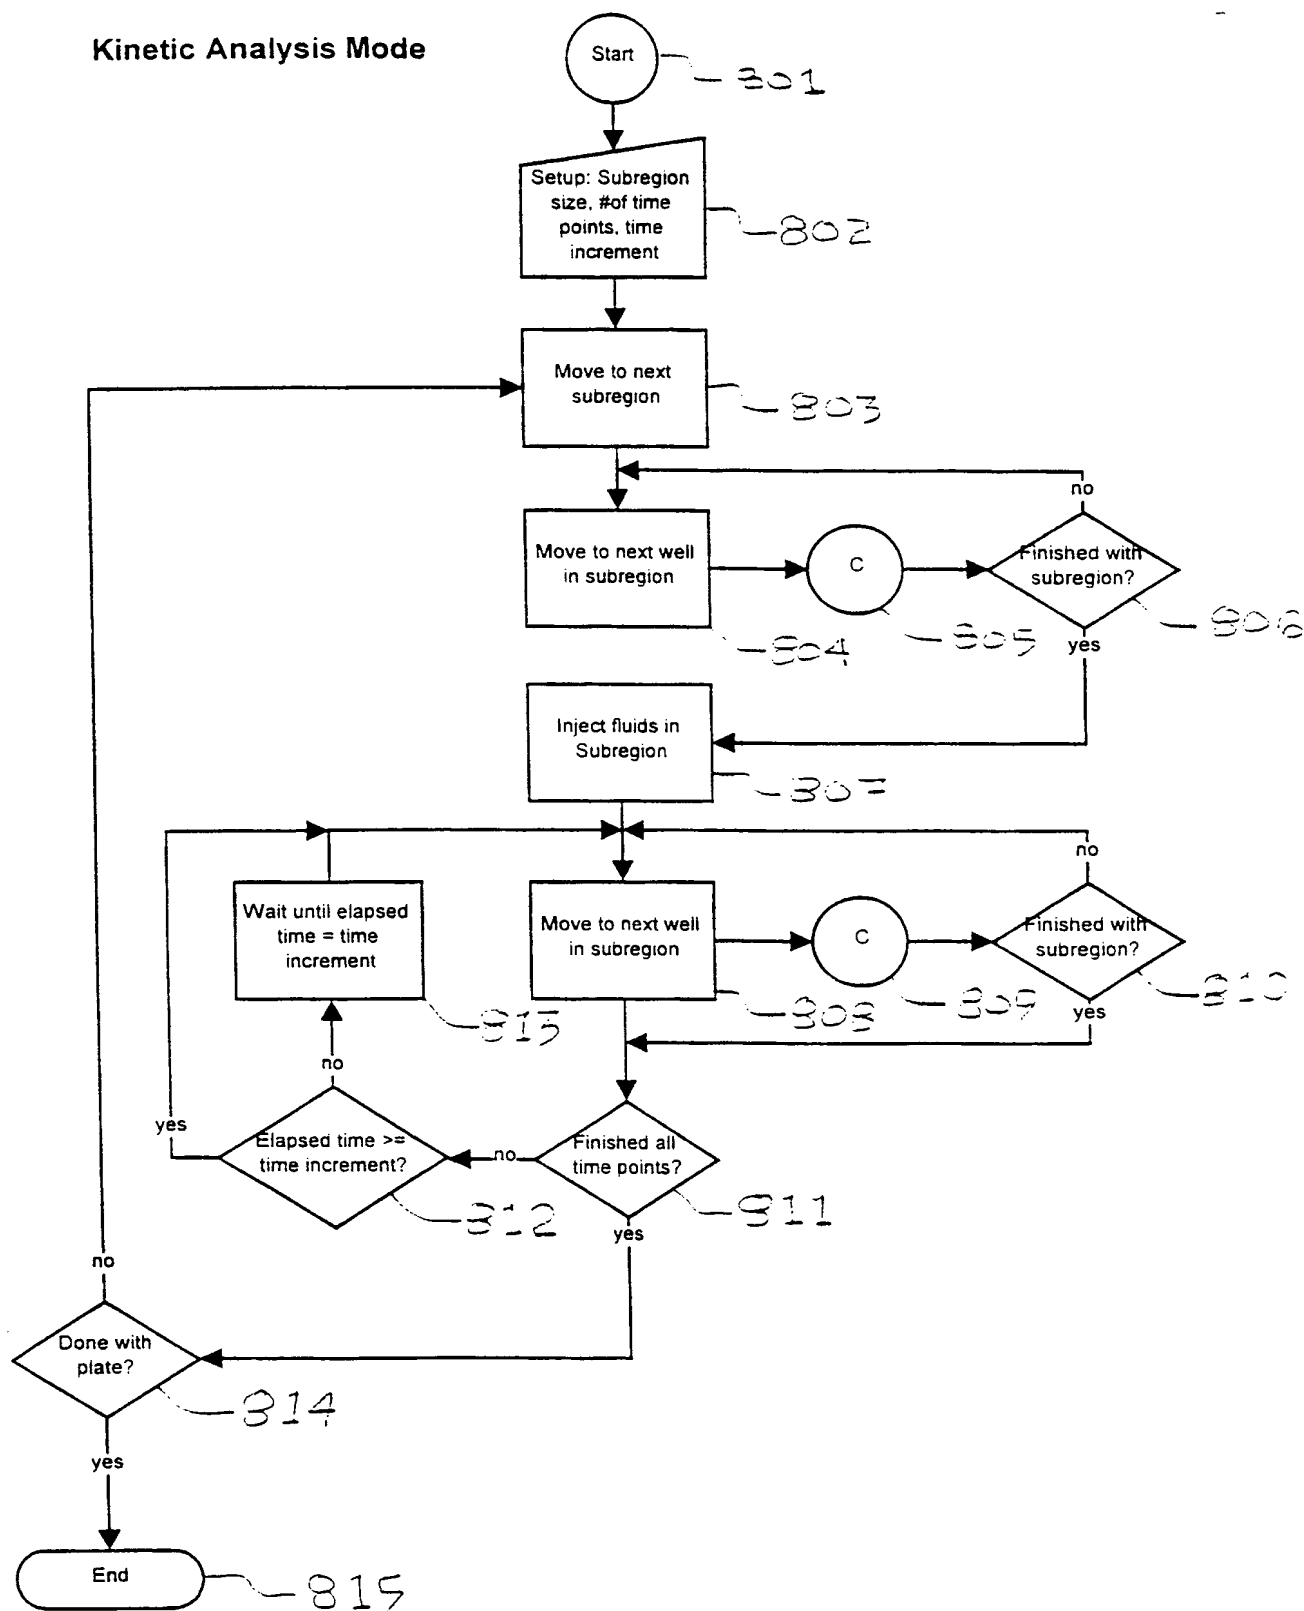 Kinetic Analysis Mode
Start
801
Setup: Subregion
size, #of time
points, time
increment
802
Move to next
subregion
803
no
Move to next well
in subregion
C
Finished with
subregion?
804
805
806
yes
Inject fluids in
Subregion
807
no
Wait until elapsed
time = time
increment
Move to next well
in subregion
C
Finished with
subregion?
813
808
809
810
yes
no
yes
Elapsed time >=
time increment?
no
Finished all
time points?
812
811
yes
no
Done with
plate?
814
yes
End
815